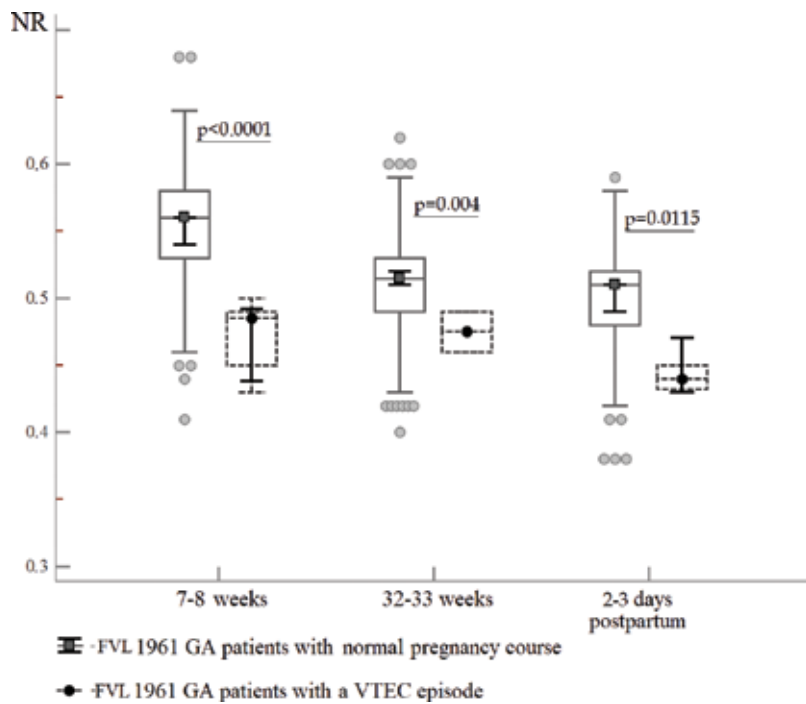 NR
p<0.0001
0,6
p=0.004
p=0.0115
0.5
0.4
0.3
7-8 weeks
32-33 weeks
2-3 days
postpartum
-FVL 1961 GA patients with normal pregnancy course
-FVL 1961 GA patients with a VTEC episode